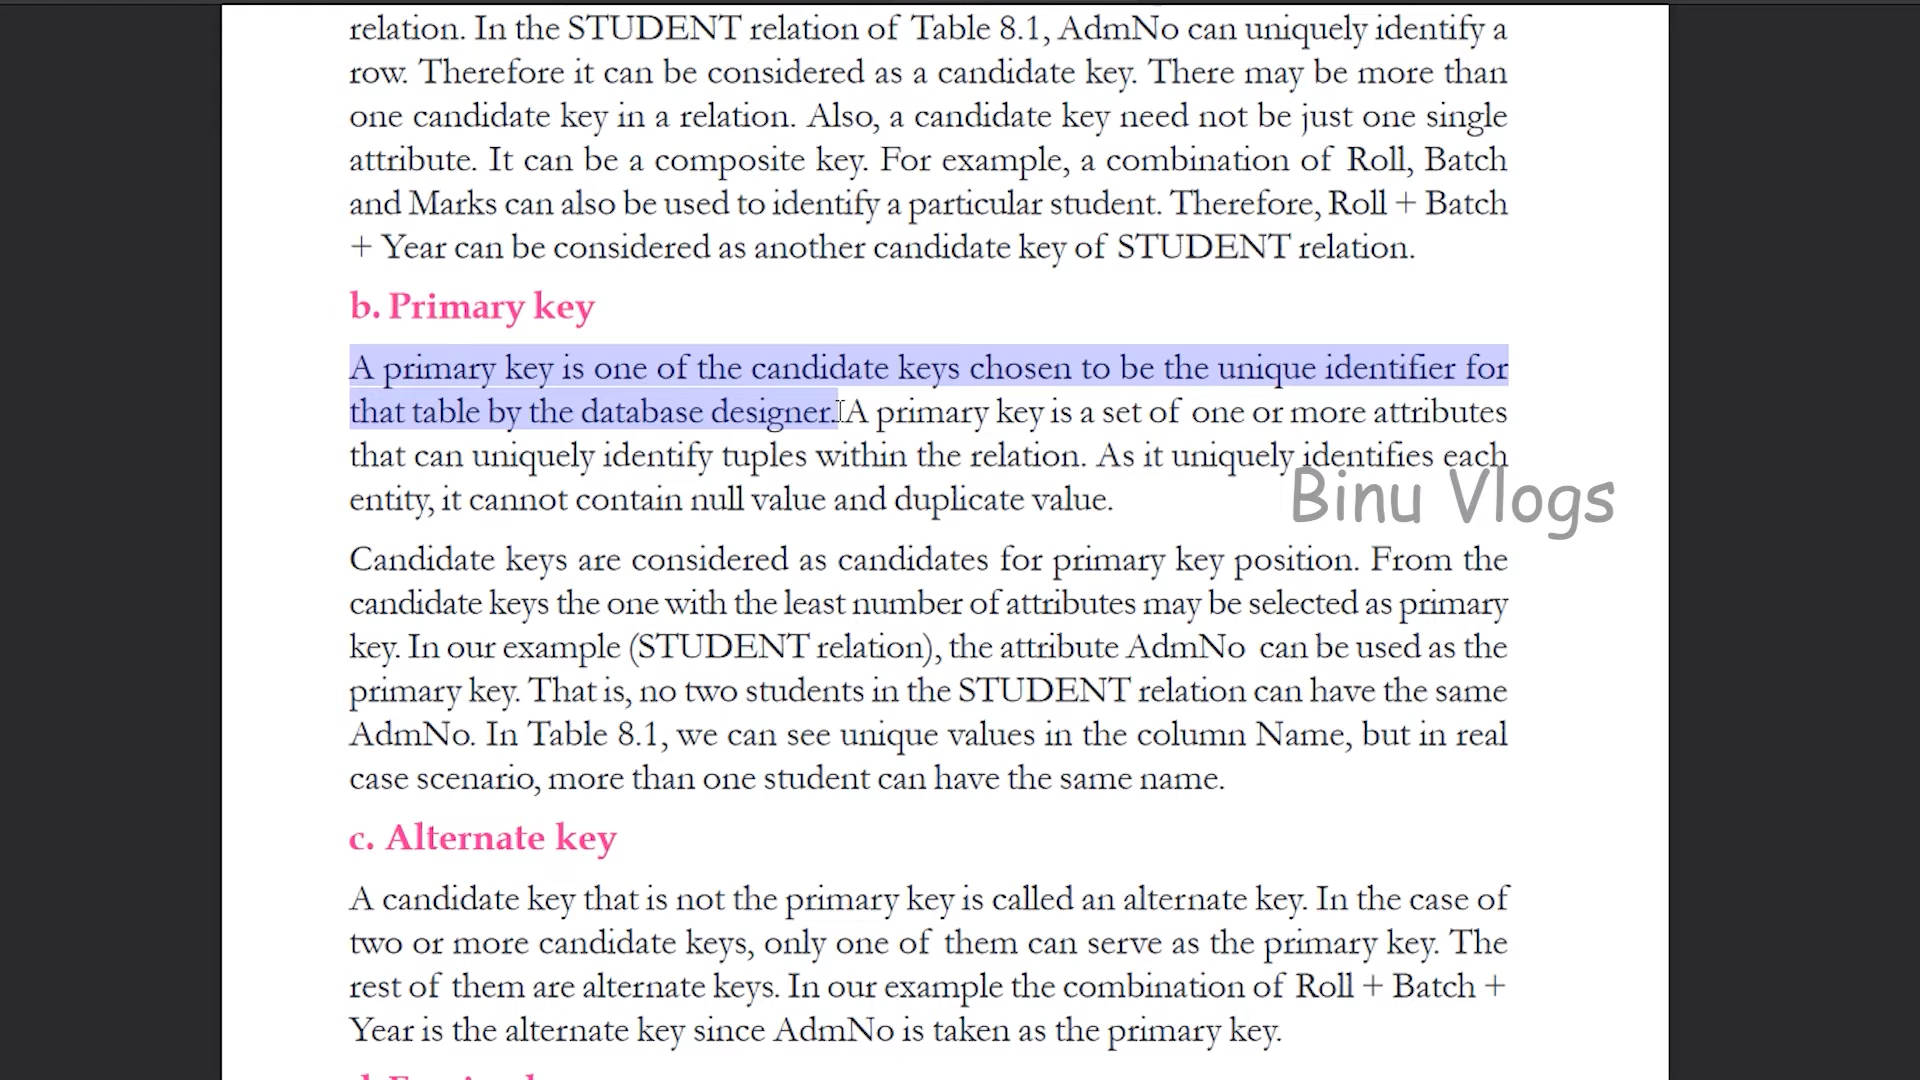 relation. In the STUDENT relation of Table 8.1, AdmNo can uniquely identify a
row. Therefore it can be considered as a candidate key. There may be more than
one candidate key in a relation. Also, a candidate key need not be just one single
attribute. It can be a composite key. For example, a combination of Roll, Batch
and Marks can also be used to identify a particular student. Therefore, Roll + Batch
+ Year can be considered as another candidate key of STUDENT relation.
b. Primary key
A primary key is one of the candidate keys chosen to be the unique identifier for
that table by the database designer. A primary key is a set of one or more attributes
that can uniquely identify tuples within the relation. As it uniquely identifies each
entity, it cannot contain null value and duplicate value.
Binu Vlogs
Candidate keys are considered as candidates for primary key position. From the
candidate keys the one with the least number of attributes may be selected as primary
key. In our example (STUDENT relation), the attribute AdmNo can be used as the
primary key. That is, no two students in the STUDENT relation can have the same
AdmNo. In Table 8.1, we can see unique values in the column Name, but in real
case scenario, more than one student can have the same name.
c. Alternate key
A candidate key that is not the primary key is called an alternate key. In the case of
two or more candidate keys, only one of them can serve as the primary key. The
rest of them are alternate keys. In our example the combination of Roll + Batch +
Year is the alternate key since AdmNo is taken as the primary key.